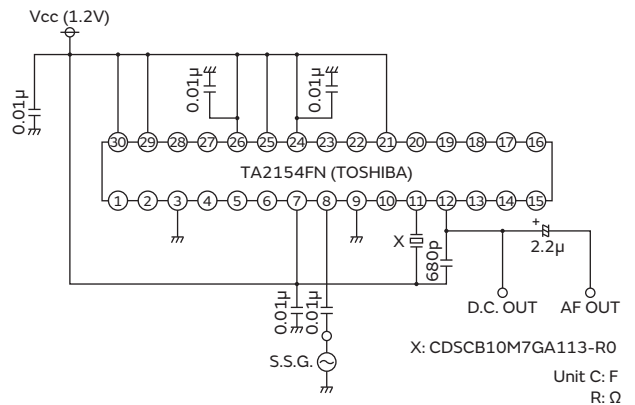 Vcc (1.2V)
0.01μ
0.01μ
0.01μ
30 29 28 27 26 25 24 23 22 21 20 19 18 17 16
TA2154FN (TOSHIBA)
1 2 3 4 5 6 7 8 9 10 11 12 13 14 15
X
680p
+
2.2μ
0.01μ
0.01μ
D.C. OUT
AF OUT
S.S.G.
X: CDSCB10M7GA113-R0
Unit C: F
R: Ω